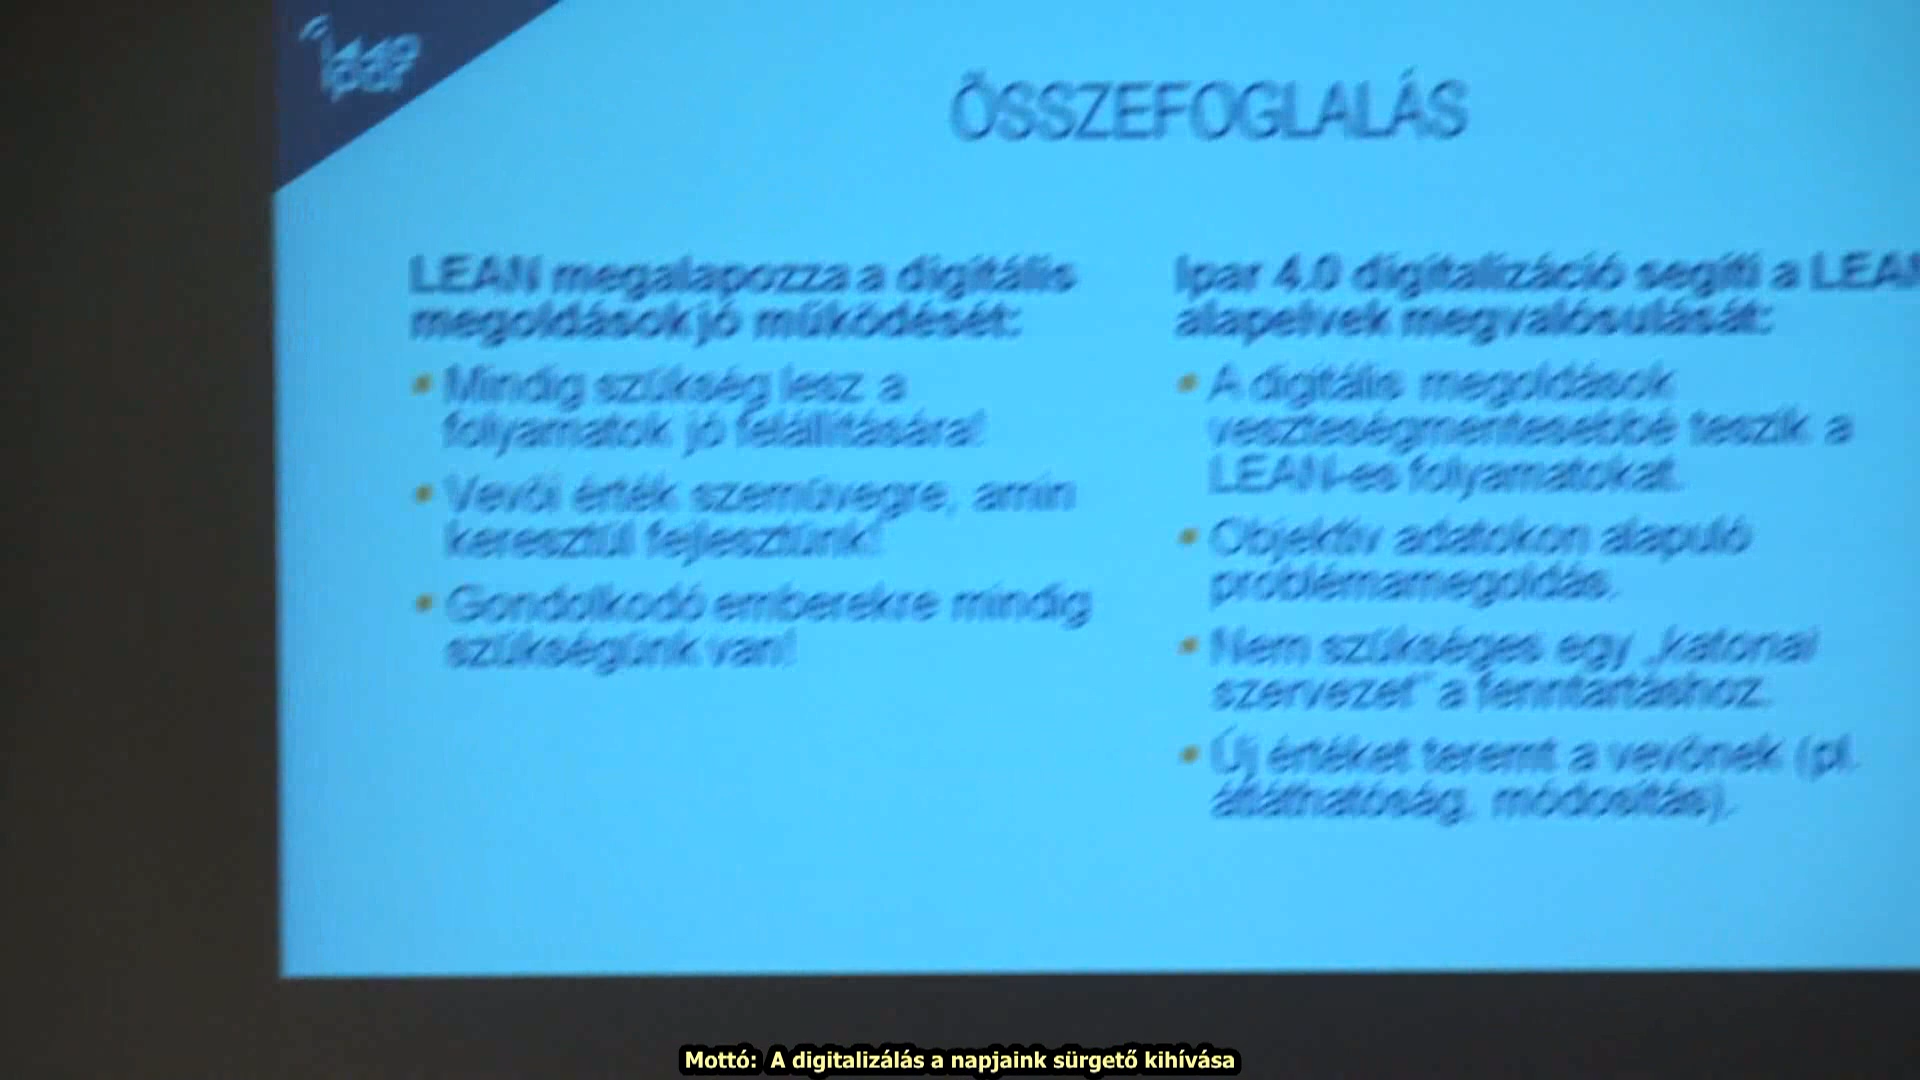 ipar
ÖSSZEFOGLALÁS
LEAN megalapozza a digitális
megoldások jó működését:
Mindig szükség lesz a
folyamatok jó felállítására!
Vevői érték szemüvegre, amin
keresztül fejlesztünk!
Gondolkodó emberekre mindig
szükségünk van!
Ipar 4.0 digitalizáció segíti a LEAN
alapelvek megvalósulását:
A digitális megoldások
veszteségmentesebbé teszik a
LEAN-es folyamatokat.
Objektív adatokon alapuló
problémamegoldás.
Nem szükséges egy „katonai
szervezet” a fenntartáshoz.
Új értéket teremt a vevőnek (pl.
átláthatóság, módosítás).
Mottó: A digitalizálás a napjaink sürgető kihívása